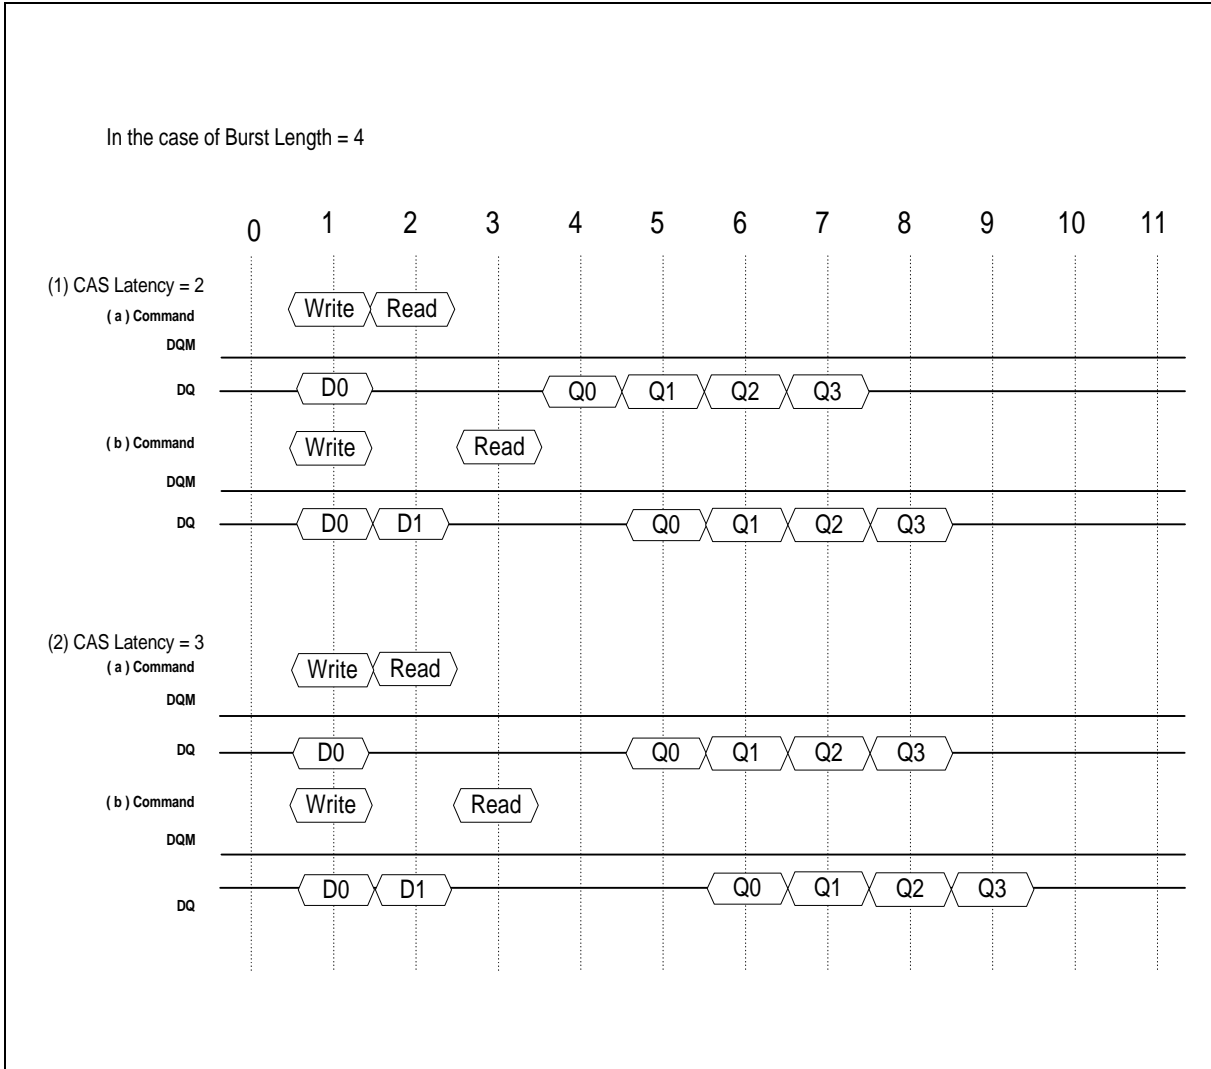 In the case of Burst Length = 4
0 1 2 3 4 5 6 7 8 9 10 11
(1) CAS Latency = 2
( a ) Command Write Read
DQM
DQ D0 Q0 Q1 Q2 Q3
( b ) Command Write Read
DQM
DQ D0 D1 Q0 Q1 Q2 Q3
(2) CAS Latency = 3
( a ) Command Write Read
DQM
DQ D0 Q0 Q1 Q2 Q3
( b ) Command Write Read
DQM
DQ D0 D1 Q0 Q1 Q2 Q3